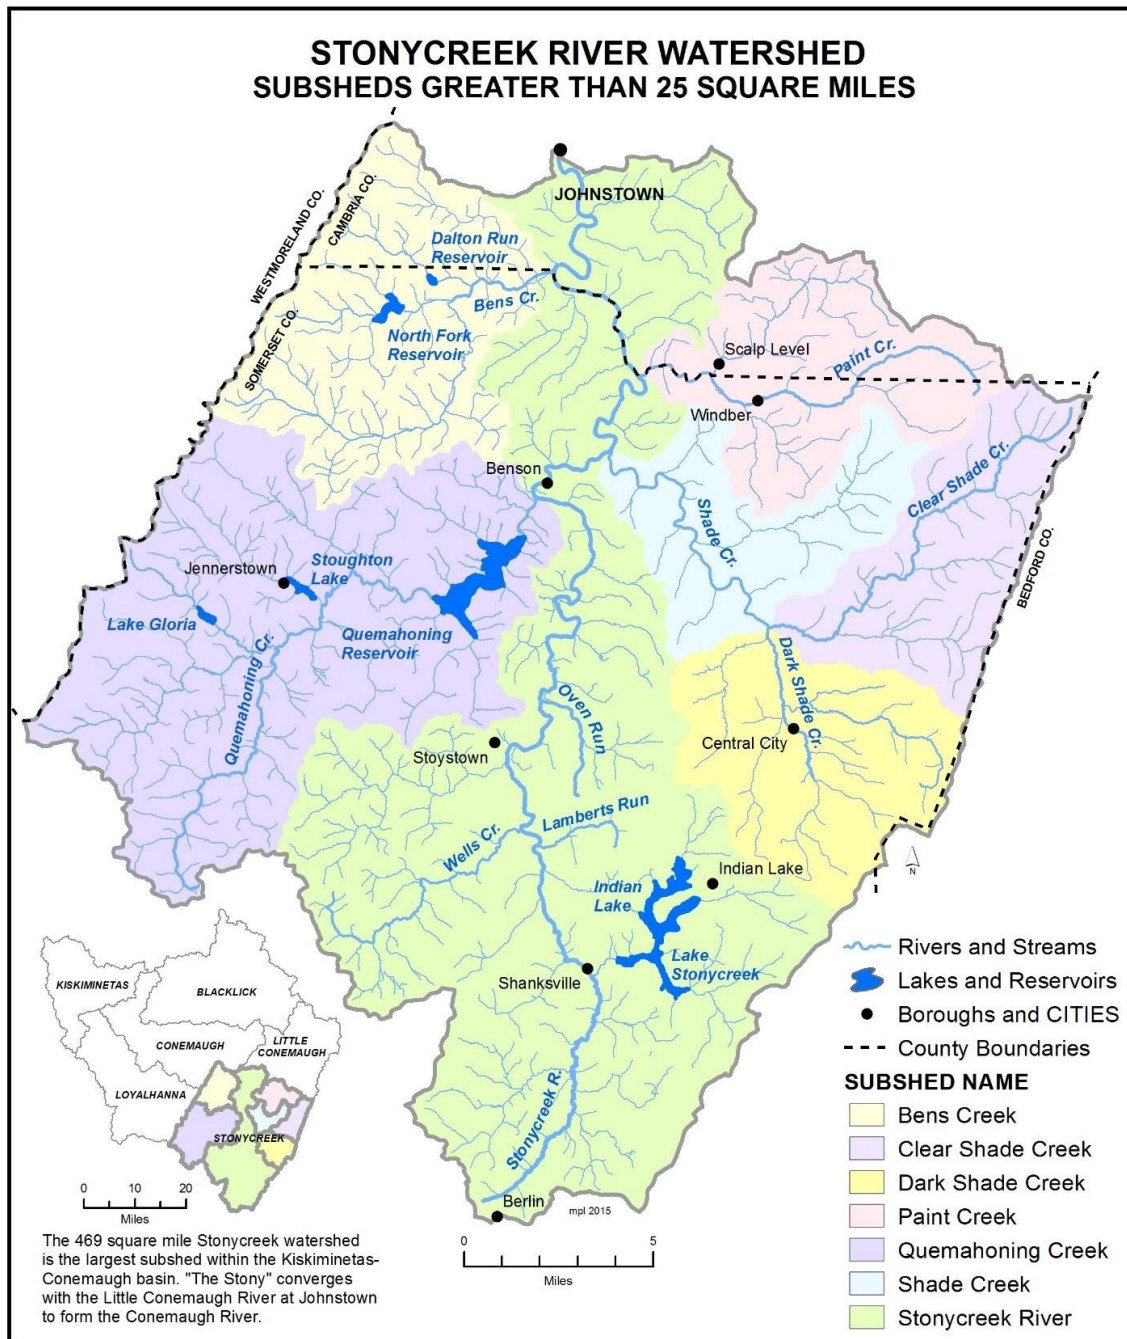 STONYCREEK RIVER WATERSHED
SUBSHEDS GREATER THAN 25 SQUARE MILES
JOHNSTOWN
WESTMORELAND CO.
CAMBRIA CO.
SOMERSET CO.
Dalton Run
Reservoir
Bens Cr.
North Fork
Reservoir
Scalp Level
Paint Cr.
Windber
Benson
Clear Shade Cr.
Shade Cr.
BEDFORD CO.
Jennerstown
Stoughton
Lake
Lake Gloria
Quemahoning
Reservoir
Quemahoning Cr.
Dark Shade Cr.
Oven Run
Central City
Stoystown
Lamberts Run
Wells Cr.
Indian Lake
Indian
Lake
Lake
Stonycreek
Shanksville
Stonycreek R.
Berlin
mpl 2015
N
KISKIMINETAS
BLACKLICK
CONEMAUGH
LITTLE
CONEMAUGH
LOYALHANNA
STONYCREEK
0 10 20
Miles
The 469 square mile Stonycreek watershed
is the largest subshed within the Kiskiminetas-
Conemaugh basin. "The Stony" converges
with the Little Conemaugh River at Johnstown
to form the Conemaugh River.
0 5
Miles
Rivers and Streams
Lakes and Reservoirs
Boroughs and CITIES
County Boundaries
SUBSHED NAME
Bens Creek
Clear Shade Creek
Dark Shade Creek
Paint Creek
Quemahoning Creek
Shade Creek
Stonycreek River